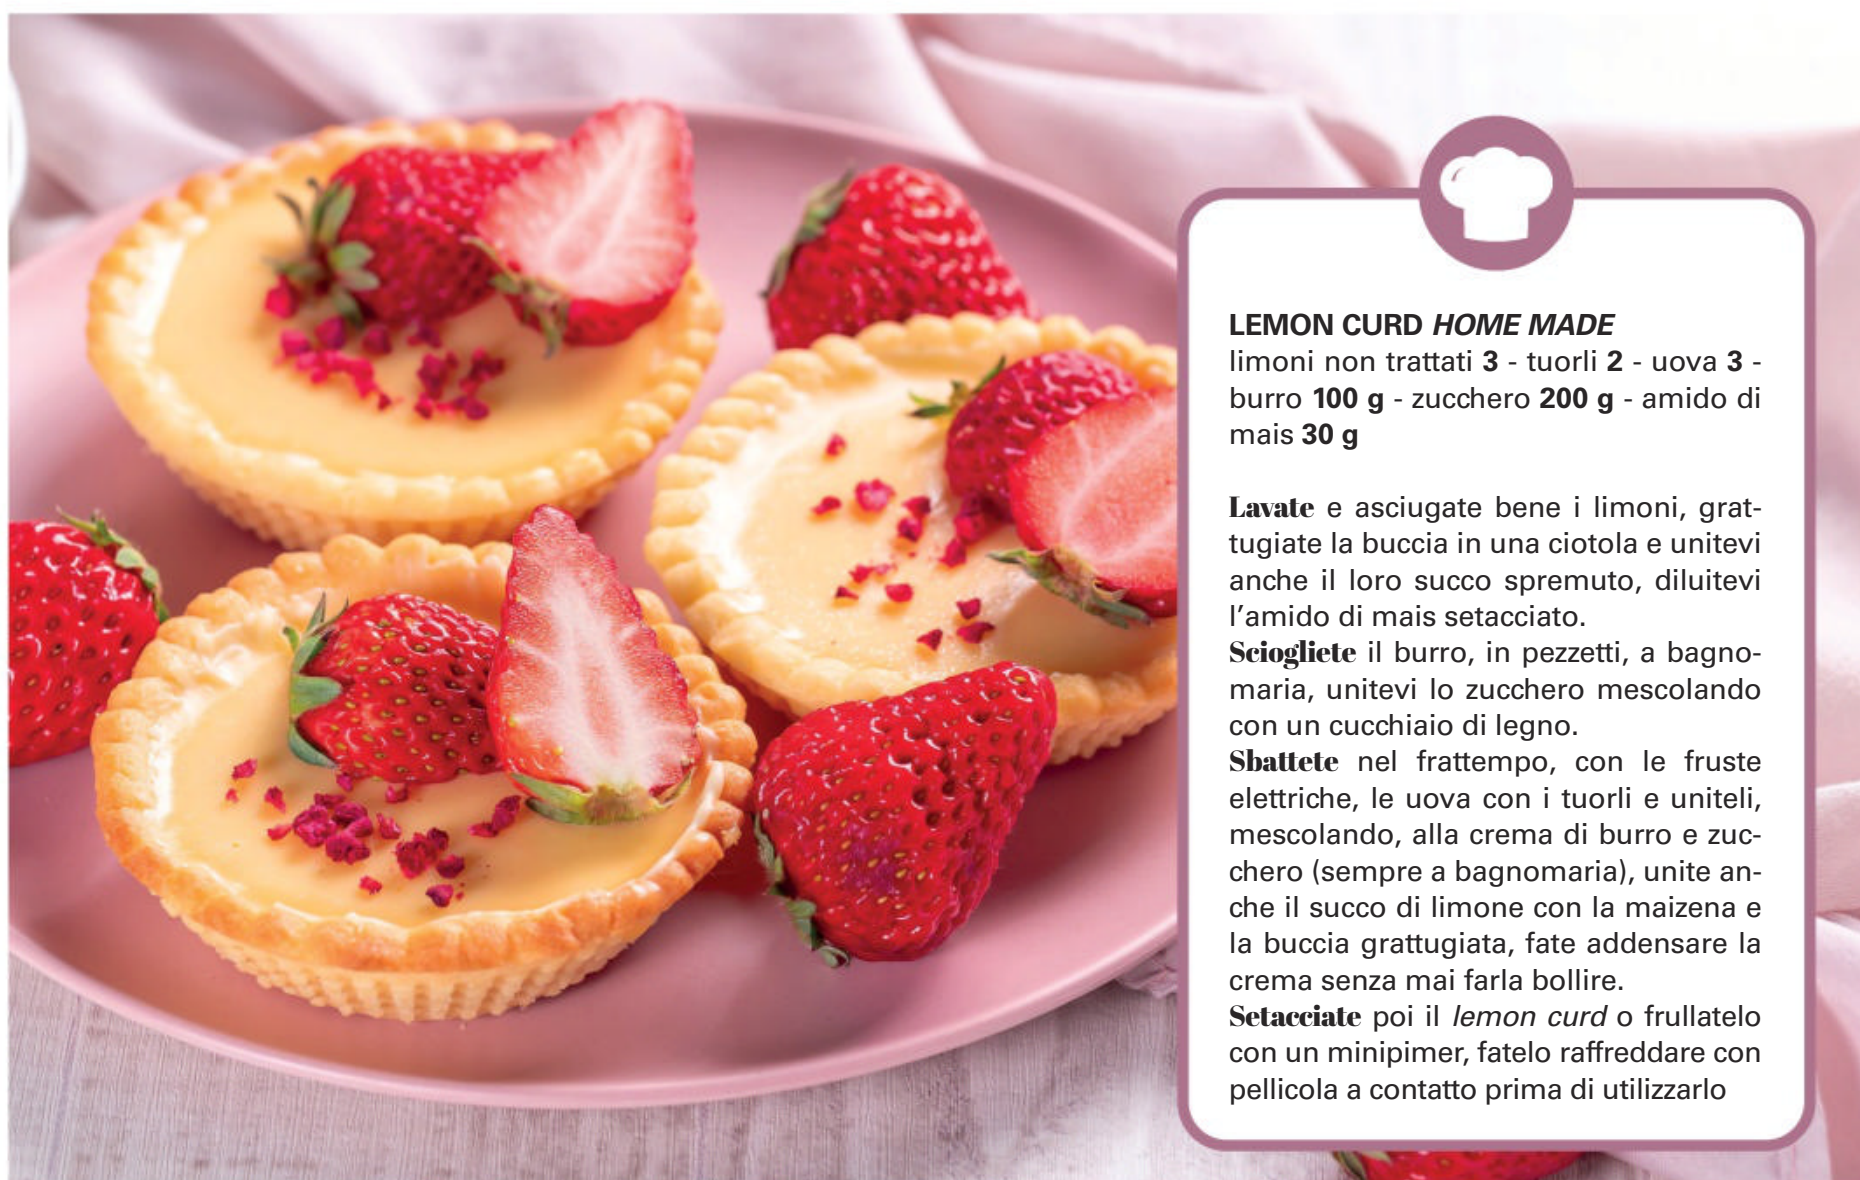 LEMON CURD HOME MADE
limoni non trattati 3 - tuorli 2 - uova 3 -
burro 100 g - zucchero 200 g - amido di
mais 30 g
Lavate e asciugate bene i limoni, grat-
tugiate la buccia in una ciotola e unitevi
anche il loro succo spremuto, diluitevi
l'amido di mais setacciato.
Sciogliete il burro, in pezzetti, a bagno-
maria, unitevi lo zucchero mescolando
con un cucchiaio di legno.
Sbattete nel frattempo, con le fruste
elettriche, le uova con i tuorli e uniteli,
mescolando, alla crema di burro e zuc-
chero (sempre a bagnomaria), unite an-
che il succo di limone con la maizena e
la buccia grattugiata, fate addensare la
crema senza mai farla bollire.
Setacciate poi il lemon curd o frullatelo
con un minipimer, fatelo raffreddare con
pellicola a contatto prima di utilizzarlo